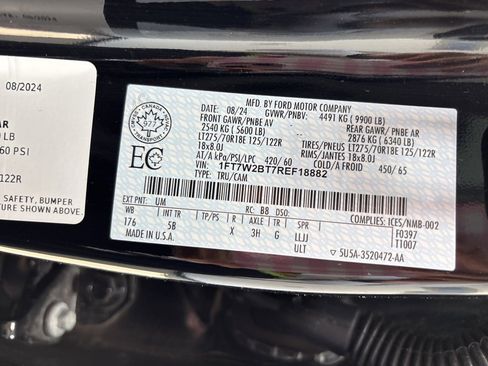 08/2024
AR
LB
60 PSI
122R
SAFETY, BUMPER
N ABOVE.
MFD. BY FORD MOTOR COMPANY
08/24 GVWR/PNBV: 4491 KG ( 9900 LB)
FRONT GAWR/ PNBE AV REAR GAWR/ PNBE AR
2540 KG ( 5600 LB) 2876 KG ( 6340 LB)
LT275/70R18E 125/122R TIRES/PNEUS LT275/70R18E 125/122R
18x8.0J RIMS/JANTES 18x8.0J
AT/A kPa/PSI/LPC 420/60 COLD/A FROID 450/65
VIN: 1FT7W2BT7REF18882
TYPE: TRU/CAM
CANADA
977
EC
EXT PNT: UM RC: B8 DSO: COMPLIES: ICES/NMB-002
WB INT TR TP/PS R AXLE TR SPR F0397
176 5B X 3H G LLJJ T1007
MADE IN U.S.A. ULT ▽ 5U5A-3520472-AA